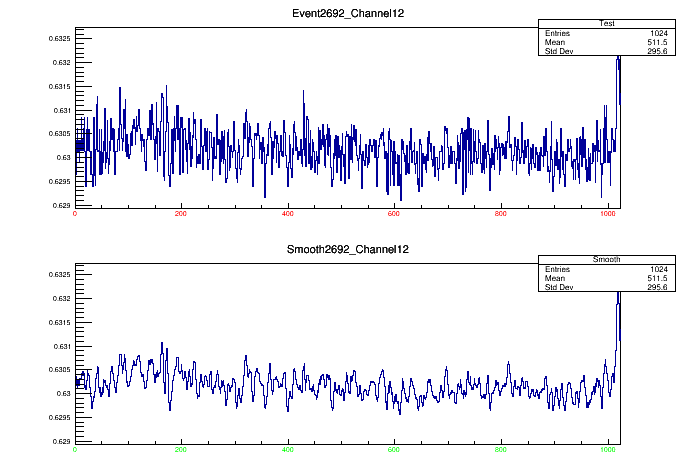 Event2692_Channel12
Test
Entries 1024
Mean 511.5
Std Dev 295.6
0.6325
0.632
0.6315
0.631
0.6305
0.63
0.6295
0.629
0 200 400 600 800 1000
Smooth2692_Channel12
Smooth
Entries 1024
Mean 511.5
Std Dev 295.6
0.6325
0.632
0.6315
0.631
0.6305
0.63
0.6295
0.629
0 200 400 600 800 1000